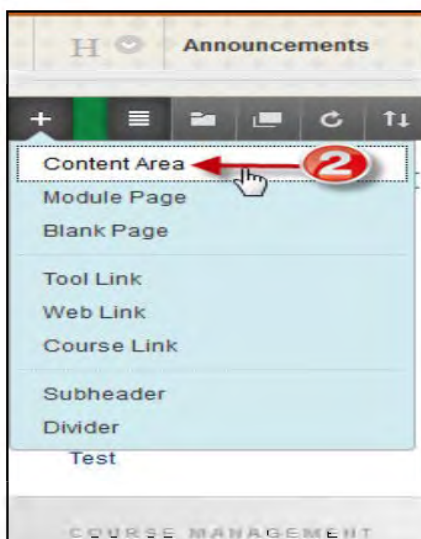 H Announcements
+
Content Area 2
Module Page
Blank Page
Tool Link
Web Link
Course Link
Subheader
Divider
Test
COURSE MANAGEMENT